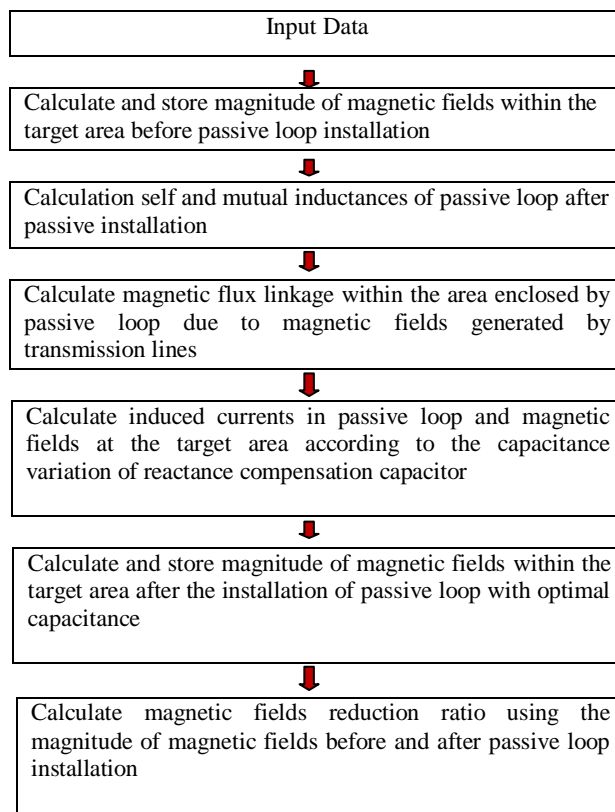 Input Data
Calculate and store magnitude of magnetic fields within the
target area before passive loop installation
Calculation self and mutual inductances of passive loop after
passive installation
Calculate magnetic flux linkage within the area enclosed by
passive loop due to magnetic fields generated by
transmission lines
Calculate induced currents in passive loop and magnetic
fields at the target area according to the capacitance
variation of reactance compensation capacitor
Calculate and store magnitude of magnetic fields within the
target area after the installation of passive loop with optimal
capacitance
Calculate magnetic fields reduction ratio using the
magnitude of magnetic fields before and after passive loop
installation